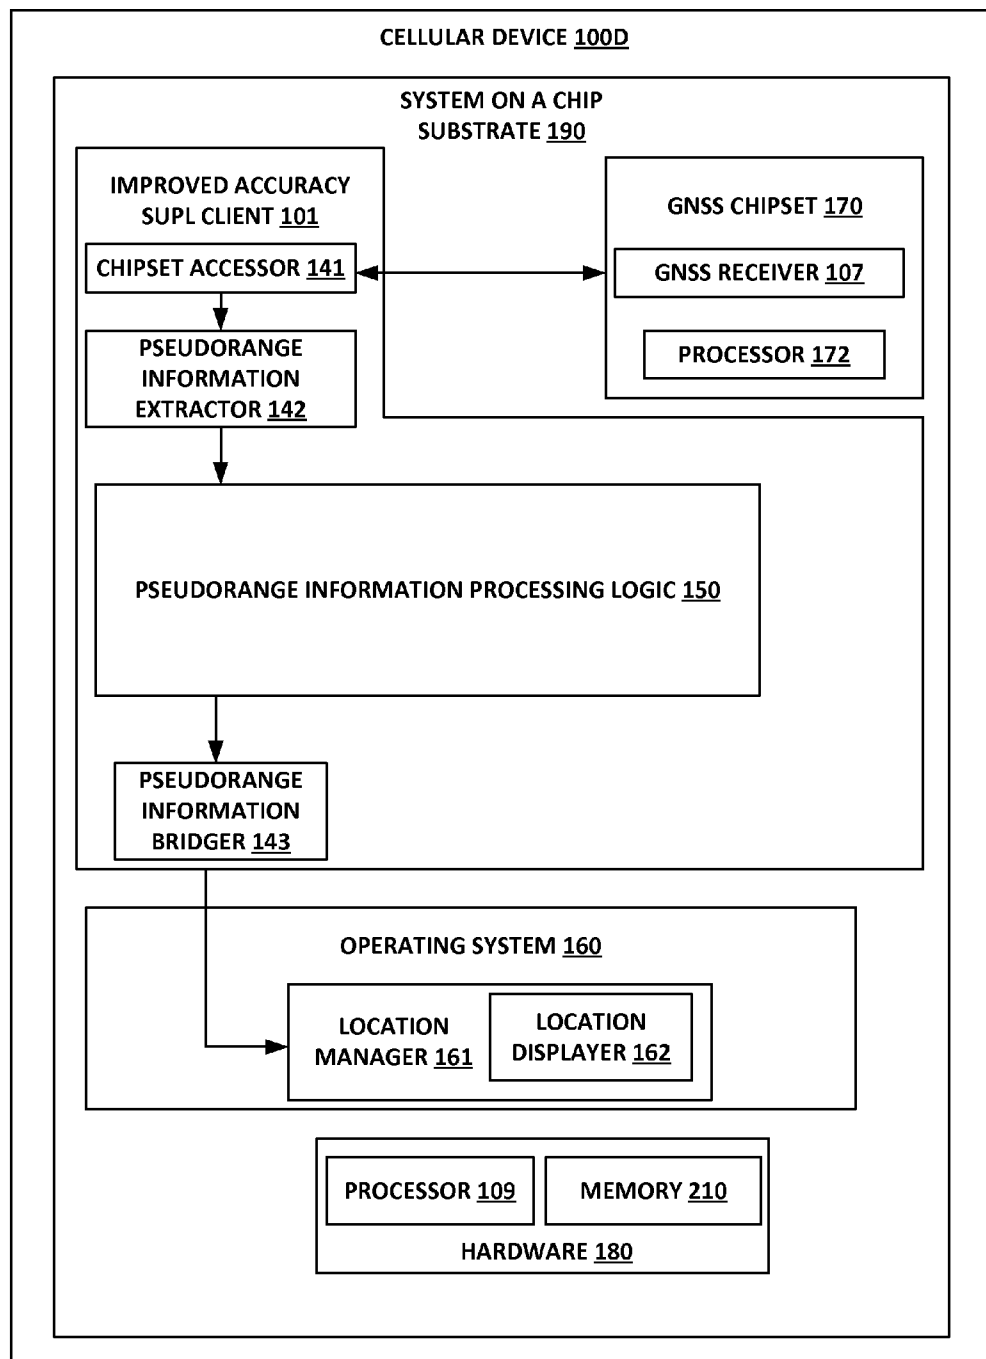 CELLULAR DEVICE 100D
SYSTEM ON A CHIP
SUBSTRATE 190
IMPROVED ACCURACY
SUPL CLIENT 101
CHIPSET ACCESSOR 141
PSEUDORANGE
INFORMATION
EXTRACTOR 142
GNSS CHIPSET 170
GNSS RECEIVER 107
PROCESSOR 172
PSEUDORANGE INFORMATION PROCESSING LOGIC 150
PSEUDORANGE
INFORMATION
BRIDGER 143
OPERATING SYSTEM 160
LOCATION
MANAGER 161
LOCATION
DISPLAYER 162
PROCESSOR 109
MEMORY 210
HARDWARE 180